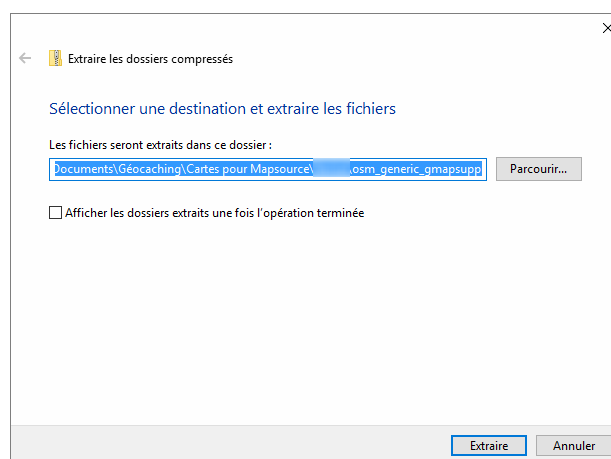 Extraire les dossiers compressés
Sélectionner une destination et extraire les fichiers
Les fichiers seront extraits dans ce dossier :
Documents\Géocaching\Cartes pour Mapsource\ \osm_generic_gmapsupp
Parcourir...
Afficher les dossiers extraits une fois l'opération terminée
Extraire
Annuler